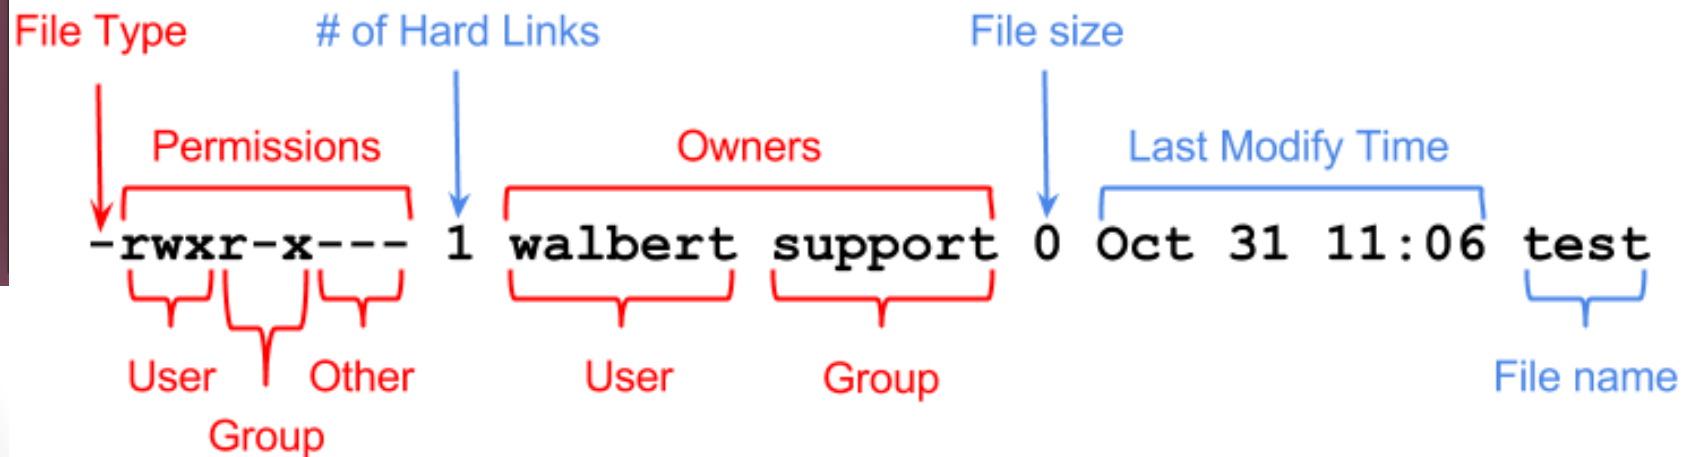 File Type # of Hard Links File size
Permissions Owners Last Modify Time
-rwxr-x--- 1 walbert support 0 Oct 31 11:06 test
User Other User Group File name
Group